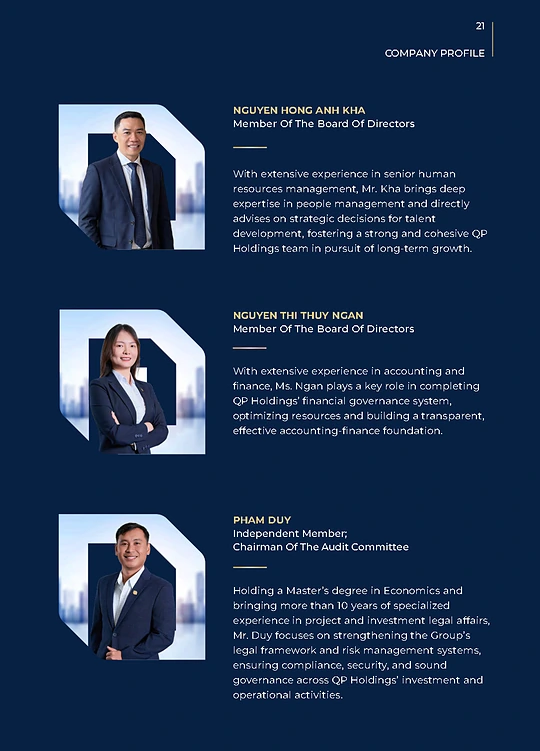 21
COMPANY PROFILE
NGUYEN HONG ANH KHA
Member Of The Board Of Directors
With extensive experience in senior human
resources management, Mr. Kha brings deep
expertise in people management and directly
advises on strategic decisions for talent
development, fostering a strong and cohesive QP
Holdings team in pursuit of long-term growth.
NGUYEN THI THUY NGAN
Member Of The Board Of Directors
With extensive experience in accounting and
finance, Ms. Ngan plays a key role in completing
QP Holdings’ financial governance system,
optimizing resources and building a transparent,
effective accounting-finance foundation.
PHAM DUY
Independent Member;
Chairman Of The Audit Committee
Holding a Master’s degree in Economics and
bringing more than 10 years of specialized
experience in project and investment legal affairs,
Mr. Duy focuses on strengthening the Group’s
legal framework and risk management systems,
ensuring compliance, security, and sound
governance across QP Holdings’ investment and
operational activities.